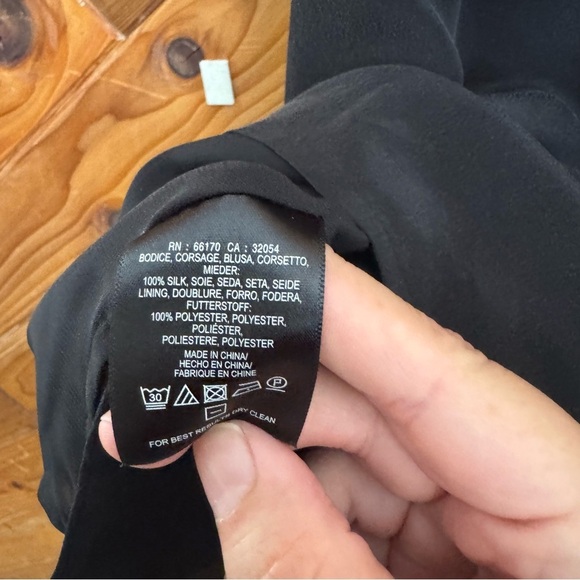 RN : 66170 CA : 32054
BODICE, CORSAGE, BLUSA, CORSETTO,
MIEDER:
100% SILK, SOIE, SEDA, SETA, SEIDE
LINING, DOUBLURE, FORRO, FODERA,
FUTTERSTOFF:
100% POLYESTER, POLYESTER,
POLIÉSTER,
POLIESTERE, POLYESTER
MADE IN CHINA/
HECHO EN CHINA/
FABRIQUE EN CHINE
30 P
FOR BEST RESULTS DRY CLEAN